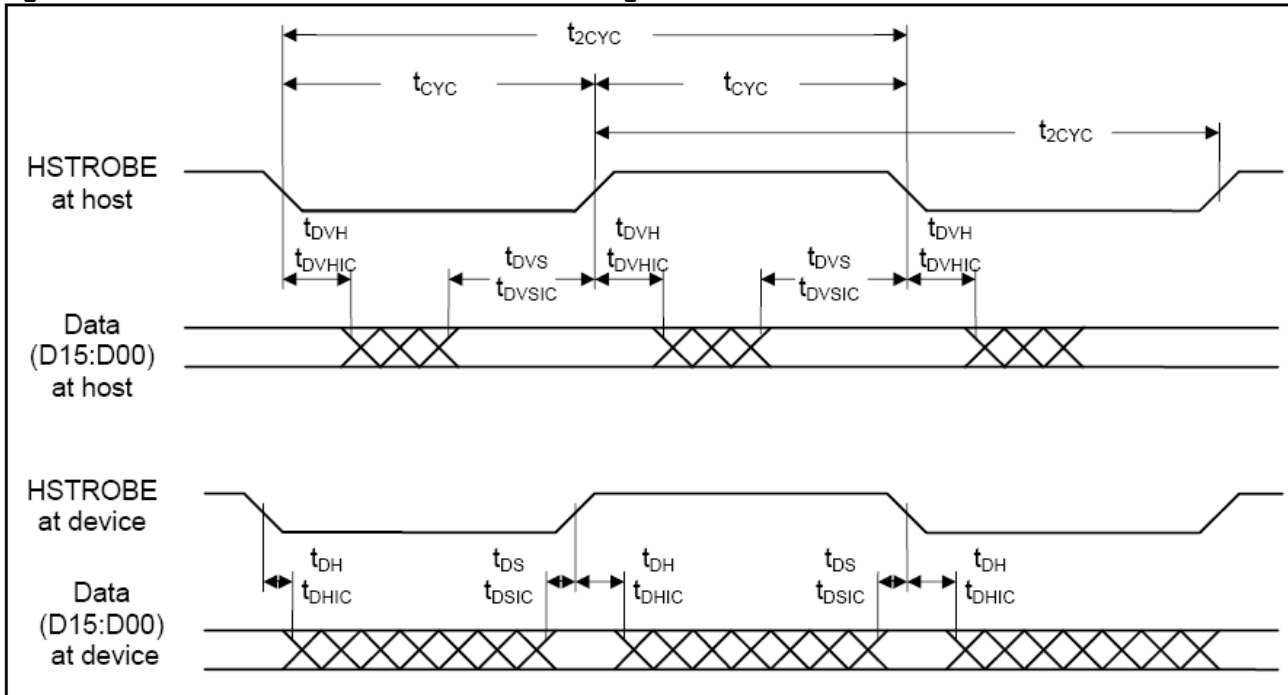 t2CYC
tCYC tCYC
t2CYC
HSTROBE
at host
tDVH tDVH tDVH
tDVHIC tDVS tDVHIC tDVS tDVHIC
tDVSIC tDVSIC
Data
(D15:D00)
at host
HSTROBE
at device
tDH tDS tDH tDS tDH
tDHIC tDSIC tDHIC tDSIC tDHIC
Data
(D15:D00)
at device